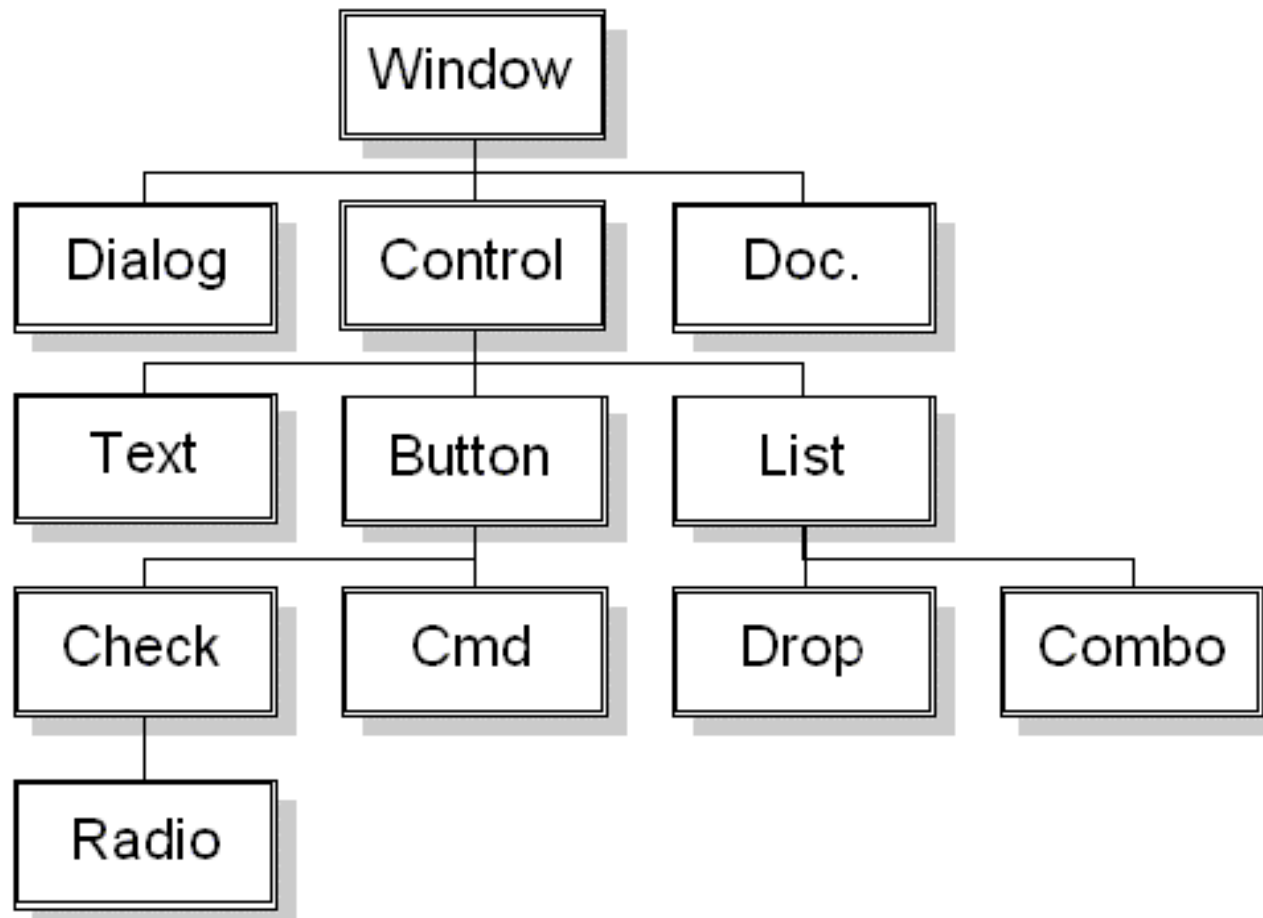 Window
Dialog
Control
Doc.
Text
Button
List
Check
Cmd
Drop
Combo
Radio